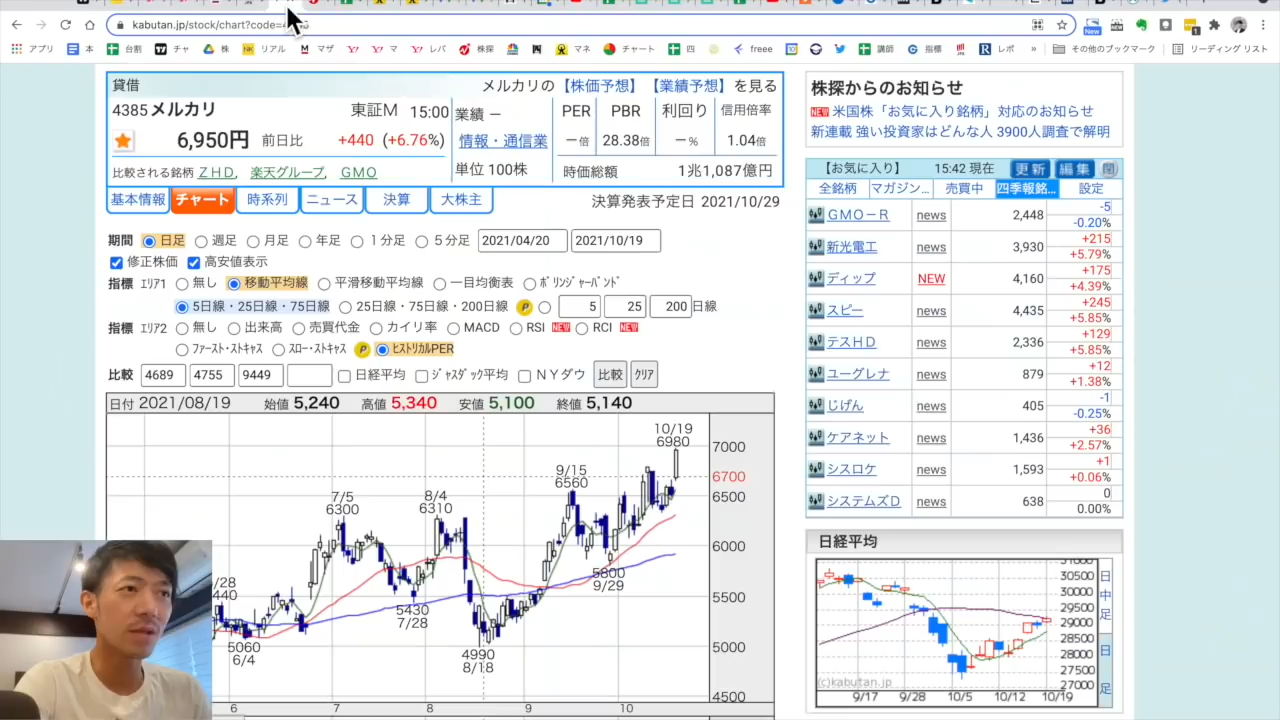 kabutan.jp/stock/chart?code=
アプリ 本 台割 チャ 株 リアル マザ レバ 株探 マネ チャート 四 freee 講師 指標 レポ » その他のブックマーク リーディング リスト
貸借 メルカリの 【株価予想】 【業績予想】 を見る
4385 メルカリ 東証M 15:00
6,950円 前日比 +440 (+6.76%)
比較される銘柄 ZHD, 楽天グループ, GMO
業績 －
情報・通信業
単位 100株
PER PBR 利回り 信用倍率
－倍 28.38倍 －% 1.04倍
時価総額 1兆1,087億円
基本情報 チャート 時系列 ニュース 決算 大株主 決算発表予定日 2021/10/29
期間 日足 週足 月足 年足 １分足 ５分足 2021/04/20 2021/10/19
修正株価 高安値表示
指標 エリア1 無し 移動平均線 平滑移動平均線 一目均衡表 ボリンジャーバンド
5日線・25日線・75日線 25日線・75日線・200日線 P 5 25 200 日線
指標 エリア2 無し 出来高 売買代金 カイリ率 MACD RSI NEW RCI NEW
ファースト・ストキャス スロー・ストキャス P ヒストリカルPER
比較 4689 4755 9449 日経平均 ジャスダック平均 ＮＹダウ 比較 クリア
日付 2021/08/19 始値 5,240 高値 5,340 安値 5,100 終値 5,140
10/19
6980
7000
6700
6500
6000
5500
5000
4500
9/15
6560
7/5
6300
8/4
6310
5800
9/29
5430
7/28
/28
440
5060
6/4
4990
8/18
6 7 8 9 10
株探からのお知らせ
NEW 米国株「お気に入り銘柄」対応のお知らせ
新連載 強い投資家はどんな人 3900人調査で解明
【お気に入り】 15:42 現在 更新 編集
全銘柄 マガジン... 売買中 四季報銘... 設定
ＧＭＯ－Ｒ news 2,448 -5 -0.20%
新光電工 news 3,930 +215 +5.79%
ディップ NEW 4,160 +175 +4.39%
スピー news 4,435 +245 +5.85%
テスＨＤ news 2,336 +129 +5.85%
ユーグレナ news 879 +12 +1.38%
じげん news 405 -1 -0.25%
ケアネット news 1,436 +36 +2.57%
シスロケ news 1,593 +1 +0.06%
システムズＤ news 638 0 0.00%
日経平均
31000
30500
30000
29500
29000
28500
28000
27500
27000
(c)kabutan.jp
9/17 9/28 10/5 10/12 10/19
日中足
日足